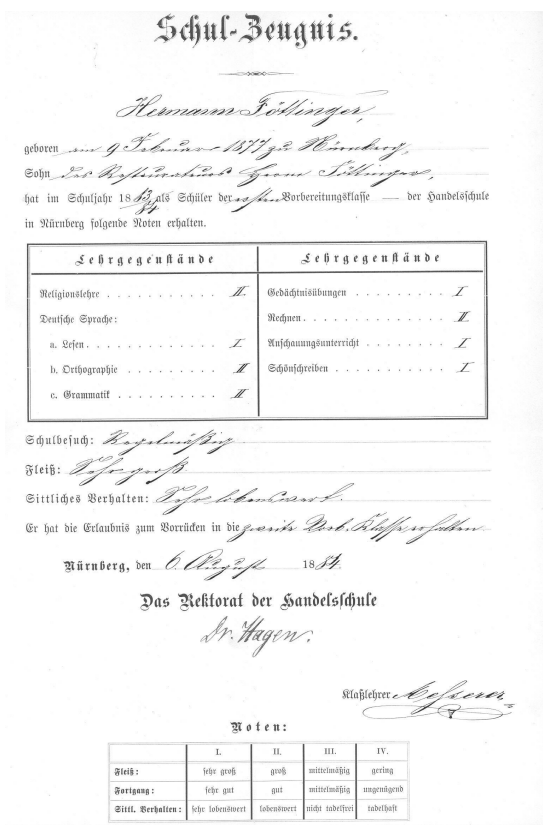 Schul-Zeugnis.
Hermann Föttinger,
geboren am 9 Februar 1877 zu Nürnberg,
Sohn des Restaurateurs Herrn Föttinger,
hat im Schuljahr 1883/84 als Schüler der ersten Vorbereitungsklasse — der Handelsschule
in Nürnberg folgende Noten erhalten.
Lehrgegenstände
Religionslehre . . . . . . . . . . . II
Deutsche Sprache:
a. Lesen . . . . . . . . . . . I
b. Orthographie . . . . . . . . . II
c. Grammatik . . . . . . . . . . II
Lehrgegenstände
Gedächtnisübungen . . . . . . . . . I
Rechnen . . . . . . . . . . . . II
Anschauungsunterricht . . . . . . . I
Schönschreiben . . . . . . . . . . I
Schulbesuch: Regelmäßig
Fleiß: Sehr groß
Sittliches Verhalten: Sehr lobenswert.
Er hat die Erlaubnis zum Vorrücken in die zweite Vorb. Klasse erhalten
Nürnberg, den 6. August 1884.
Das Rektorat der Handelsschule
Dr. Hagen.
Klaßlehrer Messerer
Noten:
I. II. III. IV.
Fleiß: sehr groß groß mittelmäßig gering
Fortgang: sehr gut gut mittelmäßig ungenügend
Sittl. Verhalten: sehr lobenswert lobenswert nicht tadelfrei tadelhaft